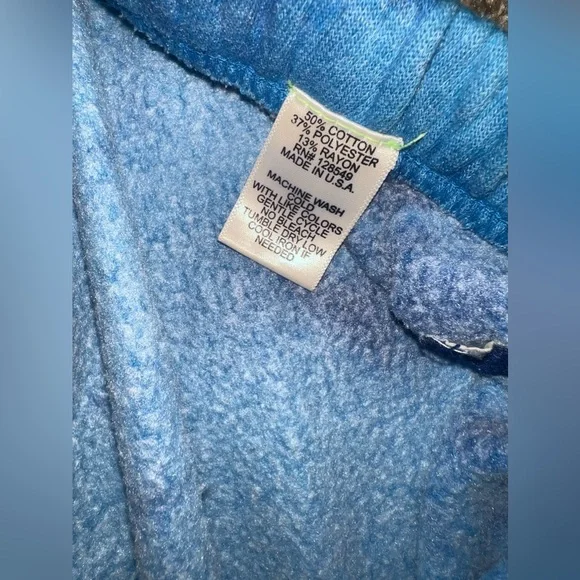 50% COTTON
37% POLYESTER
13% RAYON
RN# 128549
MADE IN U.S.A.
MACHINE WASH
COLD
WITH LIKE COLORS
GENTLE CYCLE
NO BLEACH
TUMBLE DRY LOW
COOL IRON IF
NEEDED